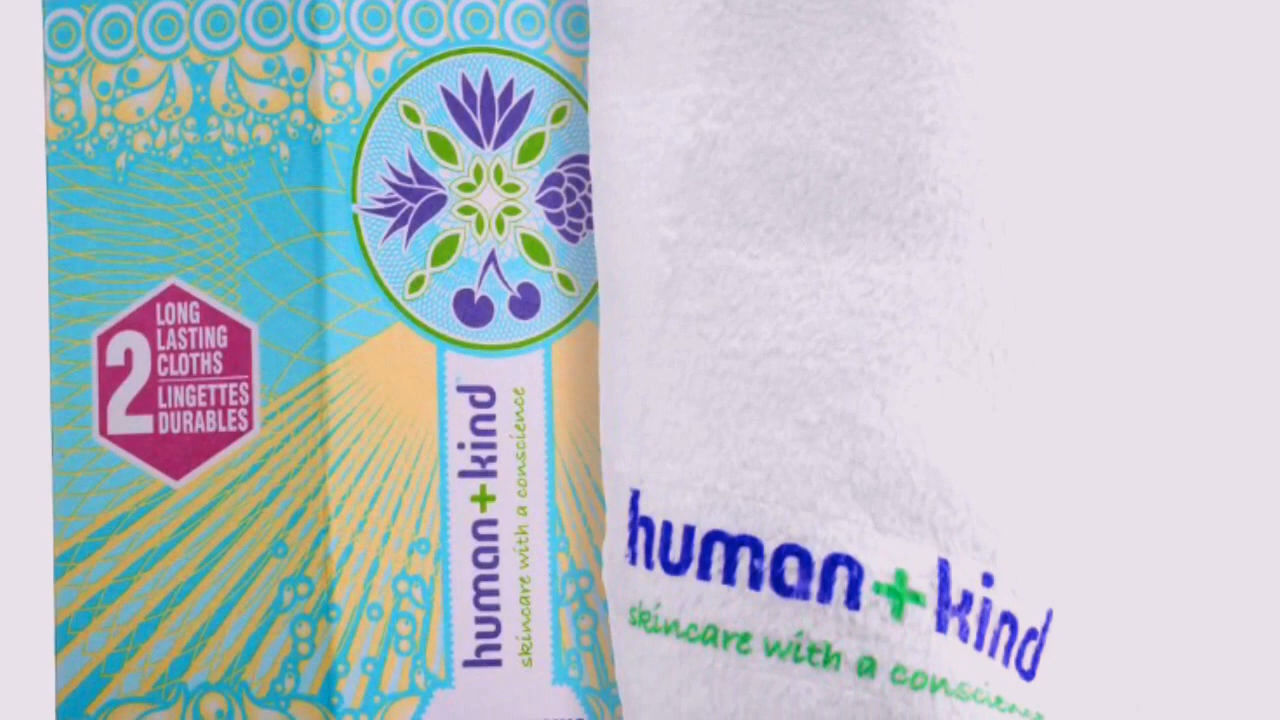 2
LONG
LASTING
CLOTHS
LINGETTES
DURABLES
human+kind
skincare with a conscience
human+kind
skincare with a conscience